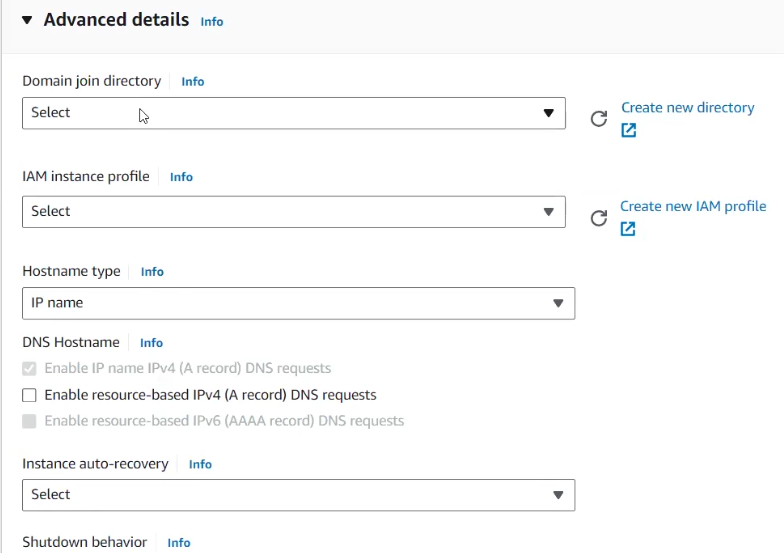 Advanced details Info
Domain join directory Info
Select
Create new directory
IAM instance profile Info
Select
Create new IAM profile
Hostname type Info
IP name
DNS Hostname Info
Enable IP name IPv4 (A record) DNS requests
Enable resource-based IPv4 (A record) DNS requests
Enable resource-based IPv6 (AAAA record) DNS requests
Instance auto-recovery Info
Select
Shutdown behavior Info